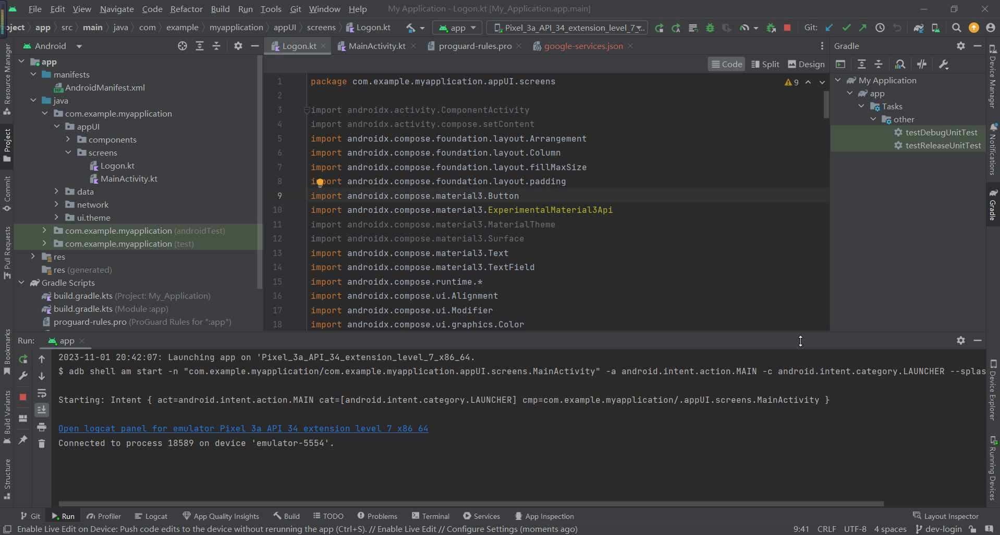 File Edit View Navigate Code Refactor Build Run Tools Git Window Help My Application - Logon.kt [My_Application.app.main]
ject app src main java com example myapplication appUI screens Logon.kt app Pixel_3a_API_34_extension_level_7_... Git:
Android
Logon.kt MainActivity.kt proguard-rules.pro google-services.json
Gradle
Code Split Design
app
manifests
AndroidManifest.xml
java
com.example.myapplication
appUI
components
screens
Logon.kt
MainActivity.kt
data
network
ui.theme
com.example.myapplication (androidTest)
com.example.myapplication (test)
res
res (generated)
Gradle Scripts
build.gradle.kts (Project: My_Application)
build.gradle.kts (Module :app)
proguard-rules.pro (ProGuard Rules for ":app")
1 package com.example.myapplication.appUI.screens
9
2
3 import androidx.activity.ComponentActivity
4 import androidx.activity.compose.setContent
5 import androidx.compose.foundation.layout.Arrangement
6 import androidx.compose.foundation.layout.Column
7 import androidx.compose.foundation.layout.fillMaxSize
8 import androidx.compose.foundation.layout.padding
9 import androidx.compose.material3.Button
10 import androidx.compose.material3.ExperimentalMaterial3Api
11 import androidx.compose.material3.MaterialTheme
12 import androidx.compose.material3.Surface
13 import androidx.compose.material3.Text
14 import androidx.compose.material3.TextField
15 import androidx.compose.runtime.*
16 import androidx.compose.ui.Alignment
17 import androidx.compose.ui.Modifier
18 import androidx.compose.ui.graphics.Color
My Application
app
Tasks
other
testDebugUnitTest
testReleaseUnitTest
Resource Manager
Project
Commit
Pull Requests
Bookmarks
Build Variants
Structure
Device Manager
Notifications
Gradle
Device Explorer
Running Devices
Run: app
2023-11-01 20:42:07: Launching app on 'Pixel_3a_API_34_extension_level_7_x86_64.
$ adb shell am start -n "com.example.myapplication/com.example.myapplication.appUI.screens.MainActivity" -a android.intent.action.MAIN -c android.intent.category.LAUNCHER --splas
Starting: Intent { act=android.intent.action.MAIN cat=[android.intent.category.LAUNCHER] cmp=com.example.myapplication/.appUI.screens.MainActivity }
Open logcat panel for emulator Pixel 3a API 34 extension level 7 x86 64
Connected to process 18589 on device 'emulator-5554'.
Git Run Profiler Logcat App Quality Insights Build TODO Problems Terminal Services App Inspection Layout Inspector
Enable Live Edit on Device: Push code edits to the device without rerunning the app (Ctrl+S). // Enable Live Edit // Configure Settings (moments ago) 9:41 CRLF UTF-8 4 spaces dev-login